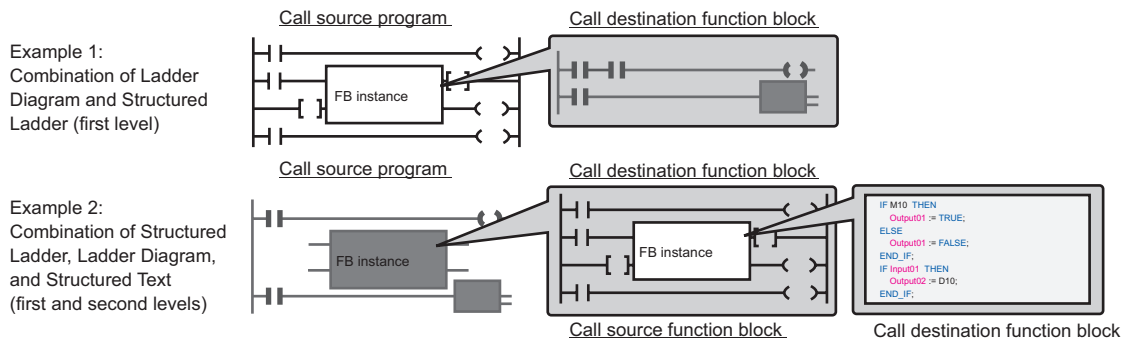 Call source program
Call destination function block
Example 1:
Combination of Ladder
Diagram and Structured
Ladder (first level)
FB instance
Call source program
Call destination function block
Example 2:
Combination of Structured
Ladder, Ladder Diagram,
and Structured Text
(first and second levels)
FB instance
FB instance
IF M10 THEN
Output01 := TRUE;
ELSE
Output01 := FALSE;
END_IF;
IF Input01 THEN
Output02 := D10;
END_IF;
Call source function block
Call destination function block